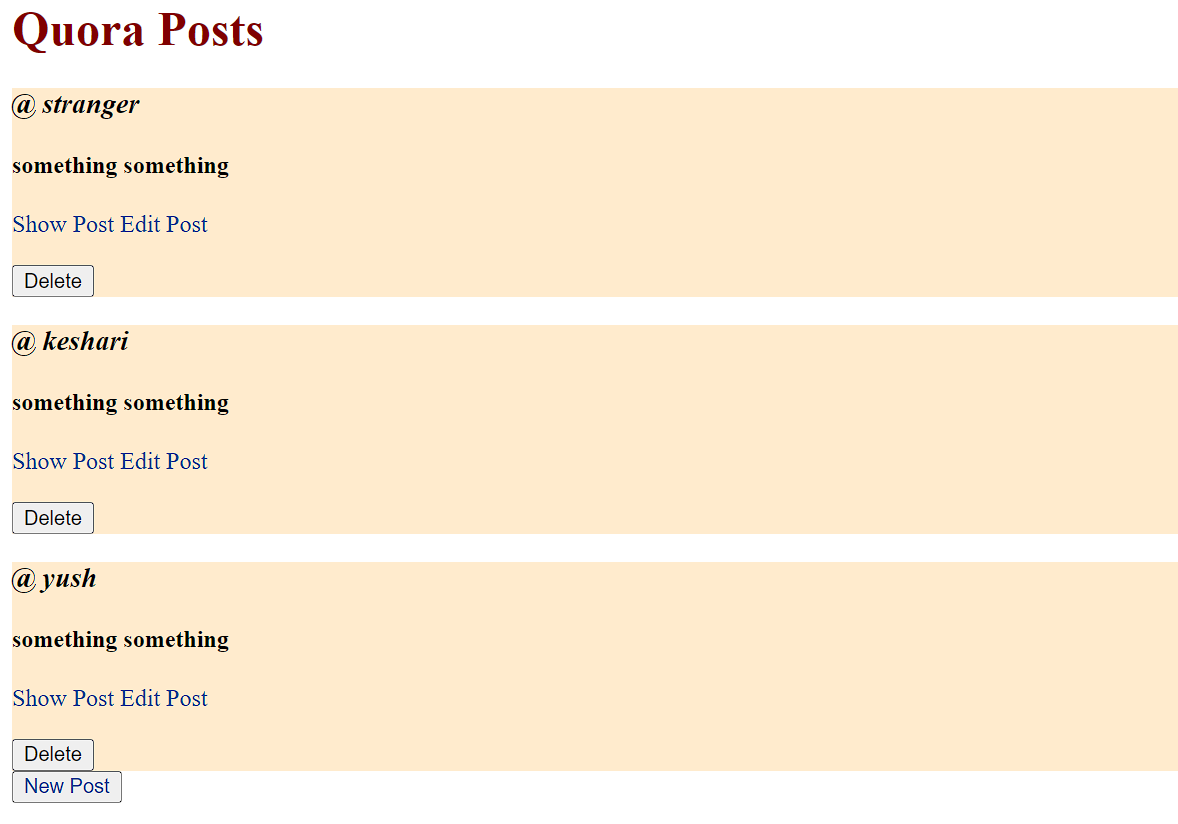 Quora Posts
@ stranger
something something
Show Post Edit Post
Delete
@ keshari
something something
Show Post Edit Post
Delete
@ yush
something something
Show Post Edit Post
Delete
New Post